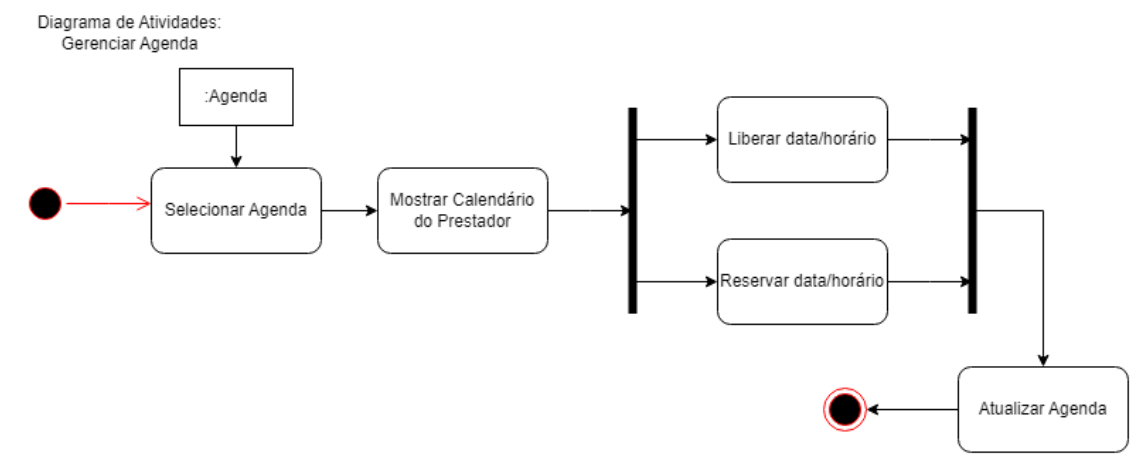 Diagrama de Atividades:
Gerenciar Agenda
:Agenda
Selecionar Agenda
Mostrar Calendário
do Prestador
Liberar data/horário
Reservar data/horário
Atualizar Agenda